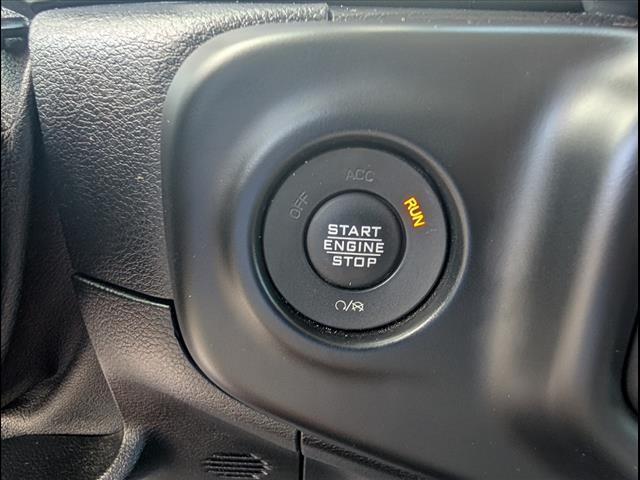 ACC
OFF
RUN
START
ENGINE
STOP